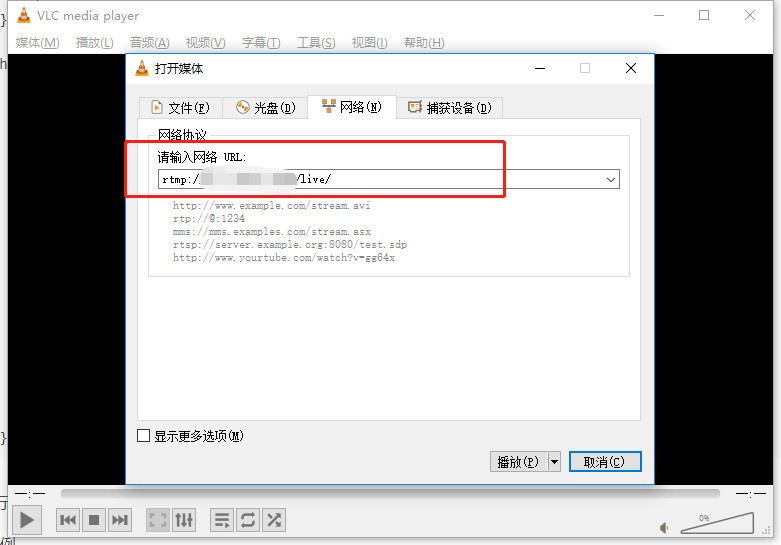 }
VLC media player
媒体(M) 播放(L) 音频(A) 视频(V) 字幕(T) 工具(S) 视图(I) 帮助(H)
h
打开媒体
文件(F) 光盘(D) 网络(N) 捕获设备(D)
网络协议
请输入网络 URL:
rtmp:/ /live/
http://www.example.com/stream.avi
rtp://@:1234
mms://mms.examples.com/stream.asx
rtsp://server.example.org:8080/test.sdp
http://www.yourtube.com/watch?v=gg64x
}
显示更多选项(M)
播放(P) 取消(C)
--:-- --:--
0%
例